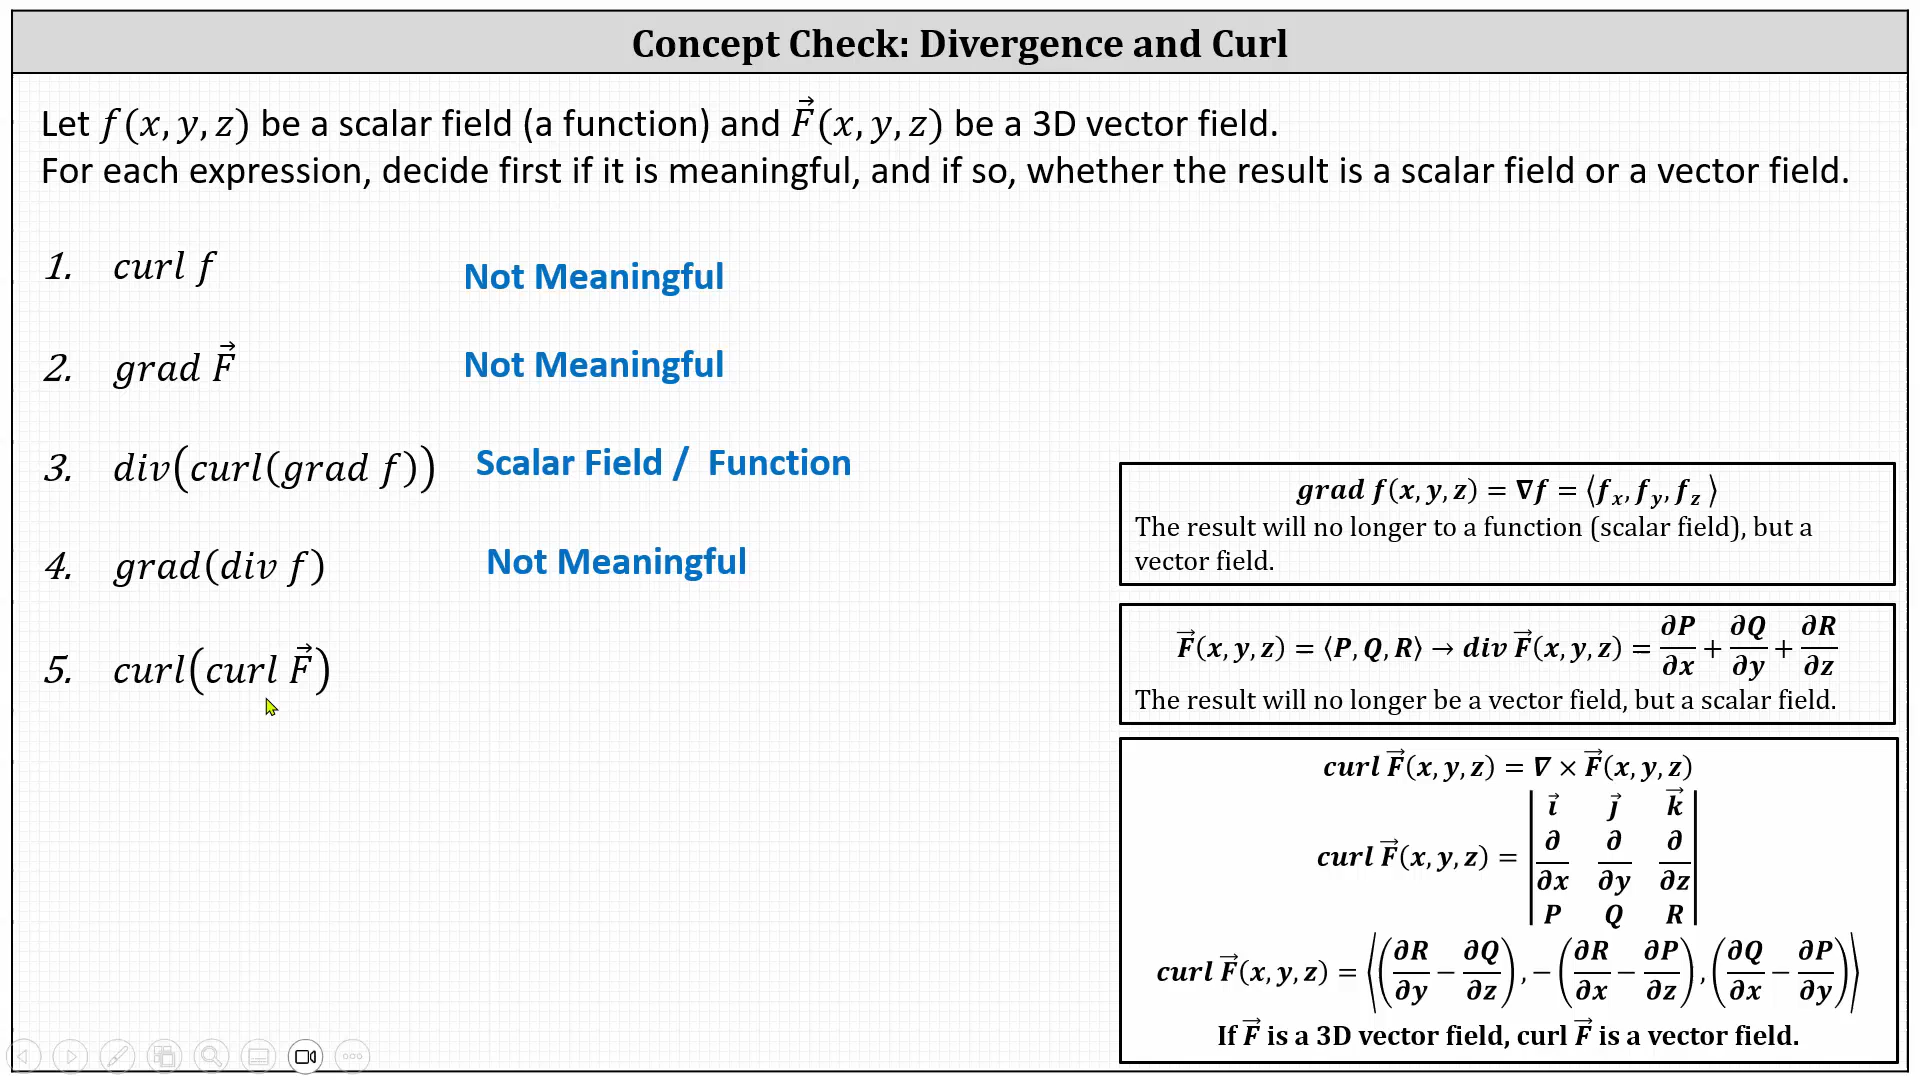 Concept Check: Divergence and Curl
Let f(x, y, z) be a scalar field (a function) and F⃗(x, y, z) be a 3D vector field.
For each expression, decide first if it is meaningful, and if so, whether the result is a scalar field or a vector field.
1. curl f Not Meaningful
2. grad F⃗ Not Meaningful
3. div(curl(grad f)) Scalar Field / Function
4. grad(div f) Not Meaningful
5. curl(curl F⃗)
grad f(x, y, z) = ∇f = ⟨f_x, f_y, f_z ⟩
The result will no longer to a function (scalar field), but a
vector field.
F⃗(x, y, z) = ⟨P, Q, R⟩ → div F⃗(x, y, z) = ∂P/∂x + ∂Q/∂y + ∂R/∂z
The result will no longer be a vector field, but a scalar field.
curl F⃗(x, y, z) = ∇ × F⃗(x, y, z)
curl F⃗(x, y, z) = | i⃗ j⃗ k⃗ |
| ∂/∂x ∂/∂y ∂/∂z |
| P Q R |
curl F⃗(x, y, z) = ⟨(∂R/∂y − ∂Q/∂z), −(∂R/∂x − ∂P/∂z), (∂Q/∂x − ∂P/∂y)⟩
If F⃗ is a 3D vector field, curl F⃗ is a vector field.